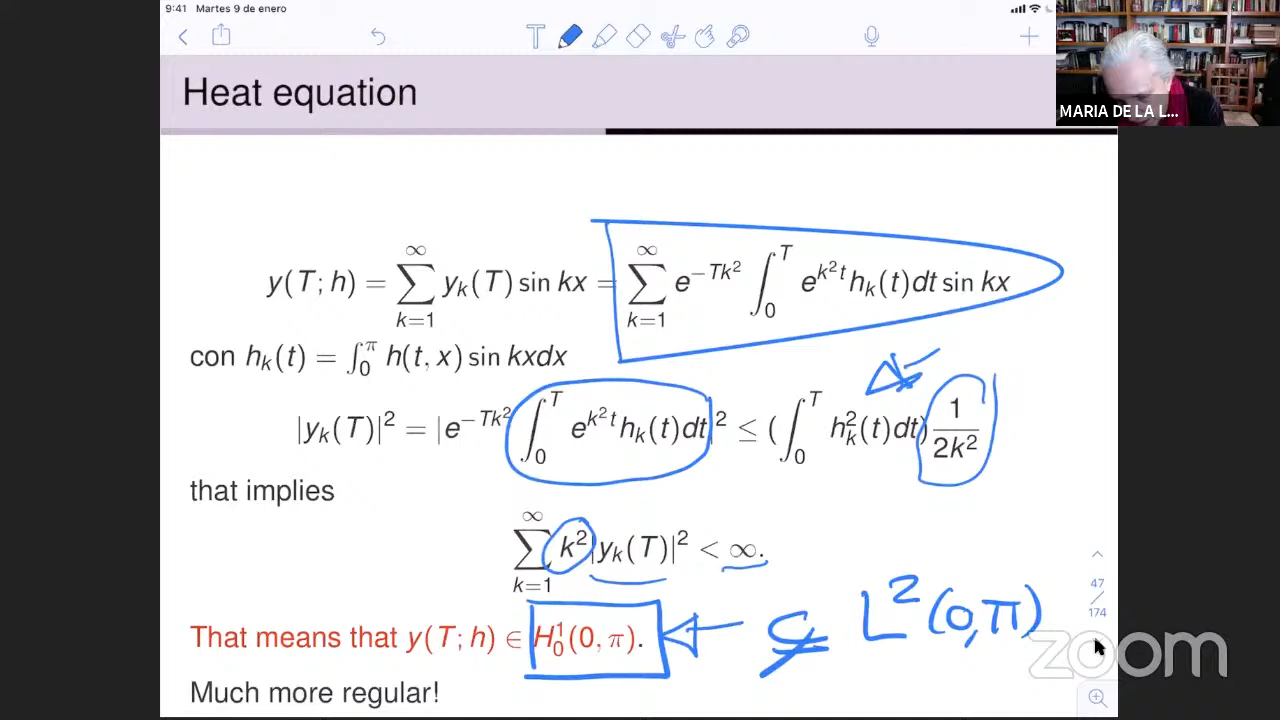 9:41 Martes 9 de enero
Heat equation
MARIA DE LA L...
y(T; h) = ∑_{k=1}^{∞} y_k(T) sin kx = ∑_{k=1}^{∞} e^{−Tk²} ∫_0^T e^{k²t} h_k(t)dt sin kx
con h_k(t) = ∫_0^π h(t, x) sin kxdx
|y_k(T)|² = |e^{−Tk²} ∫_0^T e^{k²t} h_k(t)dt|² ≤ (∫_0^T h_k²(t)dt) 1/2k²
that implies
∑_{k=1}^{∞} k²|y_k(T)|² < ∞.
That means that y(T; h) ∈ H_0^1(0, π). ⊊ L²(0,π)
Much more regular!
47 / 174
zoom